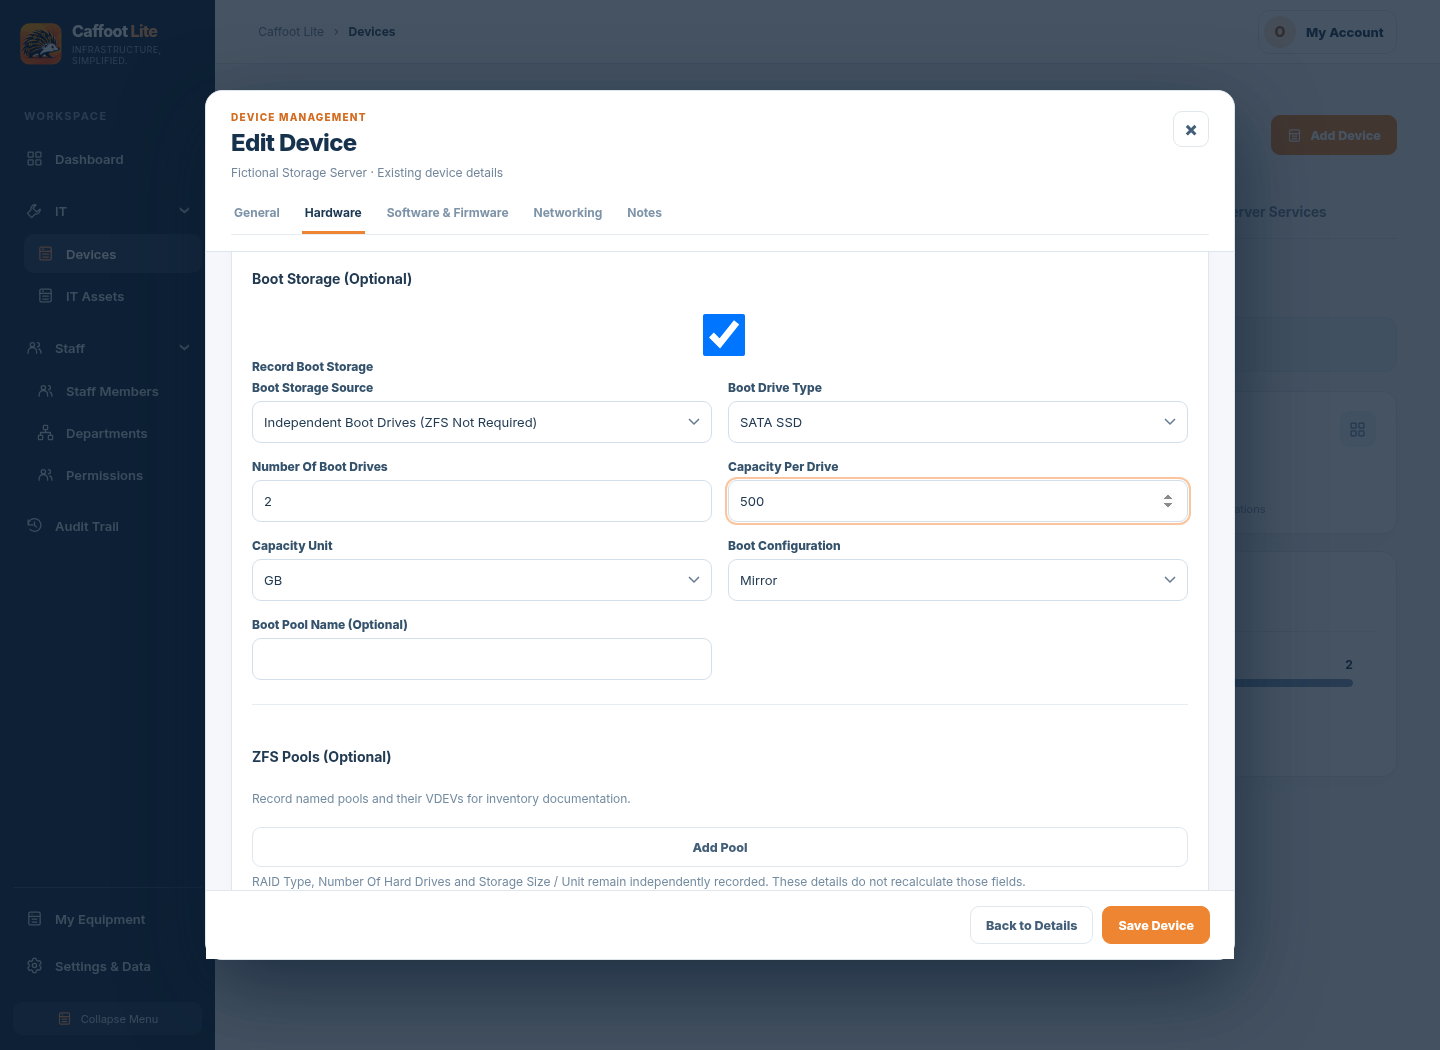 Caffoot Lite
INFRASTRUCTURE,
SIMPLIFIED.
Caffoot Lite › Devices
O My Account
WORKSPACE
Dashboard
IT
Devices
IT Assets
Staff
Staff Members
Departments
Permissions
Audit Trail
My Equipment
Settings & Data
Collapse Menu
Add Device
erver Services
ations
2
DEVICE MANAGEMENT
Edit Device
Fictional Storage Server · Existing device details
General Hardware Software & Firmware Networking Notes
Boot Storage (Optional)
Record Boot Storage
Boot Storage Source Boot Drive Type
Independent Boot Drives (ZFS Not Required) SATA SSD
Number Of Boot Drives Capacity Per Drive
2 500
Capacity Unit Boot Configuration
GB Mirror
Boot Pool Name (Optional)
ZFS Pools (Optional)
Record named pools and their VDEVs for inventory documentation.
Add Pool
RAID Type, Number Of Hard Drives and Storage Size / Unit remain independently recorded. These details do not recalculate those fields.
Back to Details Save Device